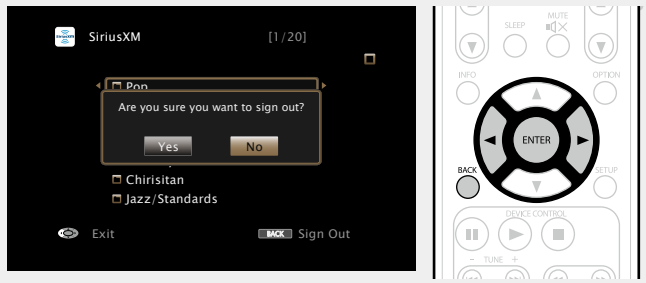 SiriusXM [1/20]
Pop
Are you sure you want to sign out?
Yes No
Chirisitan
Jazz/Standards
Exit BACK Sign Out
MUTE
SLEEP
INFO OPTION
ENTER
BACK SETUP
DEVICE CONTROL
- TUNE +